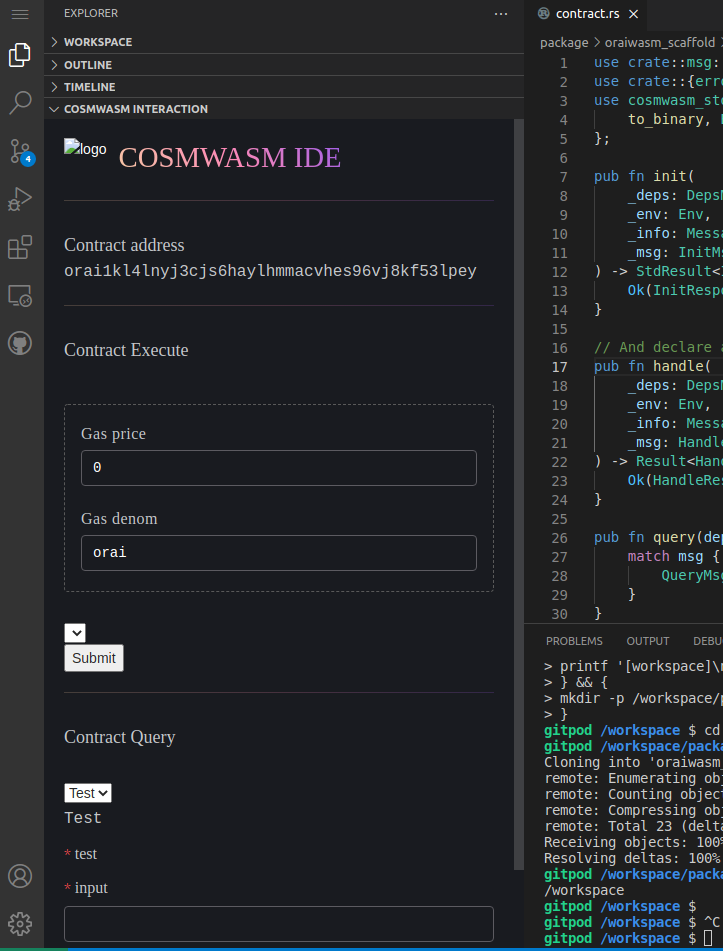 EXPLORER
WORKSPACE
OUTLINE
TIMELINE
COSMWASM INTERACTION
logo
COSMWASM IDE
Contract address
orai1kl4lnyj3cjs6haylhmmacvhes96vj8kf53lpey
Contract Execute
Gas price
0
Gas denom
orai
Submit
Contract Query
Test
Test
* test
* input
4
contract.rs
package > oraiwasm_scaffold
1 use crate::msg:
2 use crate::{erro
3 use cosmwasm_st
4 to_binary,
5 };
6
7 pub fn init(
8 _deps: DepsM
9 _env: Env,
10 _info: Messa
11 _msg: InitMs
12 ) -> StdResult<I
13 Ok(InitRespo
14 }
15
16 // And declare a
17 pub fn handle(
18 _deps: DepsM
19 _env: Env,
20 _info: Messa
21 _msg: Handle
22 ) -> Result<Han
23 Ok(HandleRes
24 }
25
26 pub fn query(dep
27 match msg {
28 QueryMsg
29 }
30 }
PROBLEMS OUTPUT DEBU
> printf '[workspace]\n
> } && {
> mkdir -p /workspace/p
> }
gitpod /workspace $ cd
gitpod /workspace/packa
Cloning into 'oraiwasm_
remote: Enumerating obj
remote: Counting object
remote: Compressing obj
remote: Total 23 (delta
Receiving objects: 100%
Resolving deltas: 100%
gitpod /workspace/packa
/workspace
gitpod /workspace $
gitpod /workspace $ ^C
gitpod /workspace $